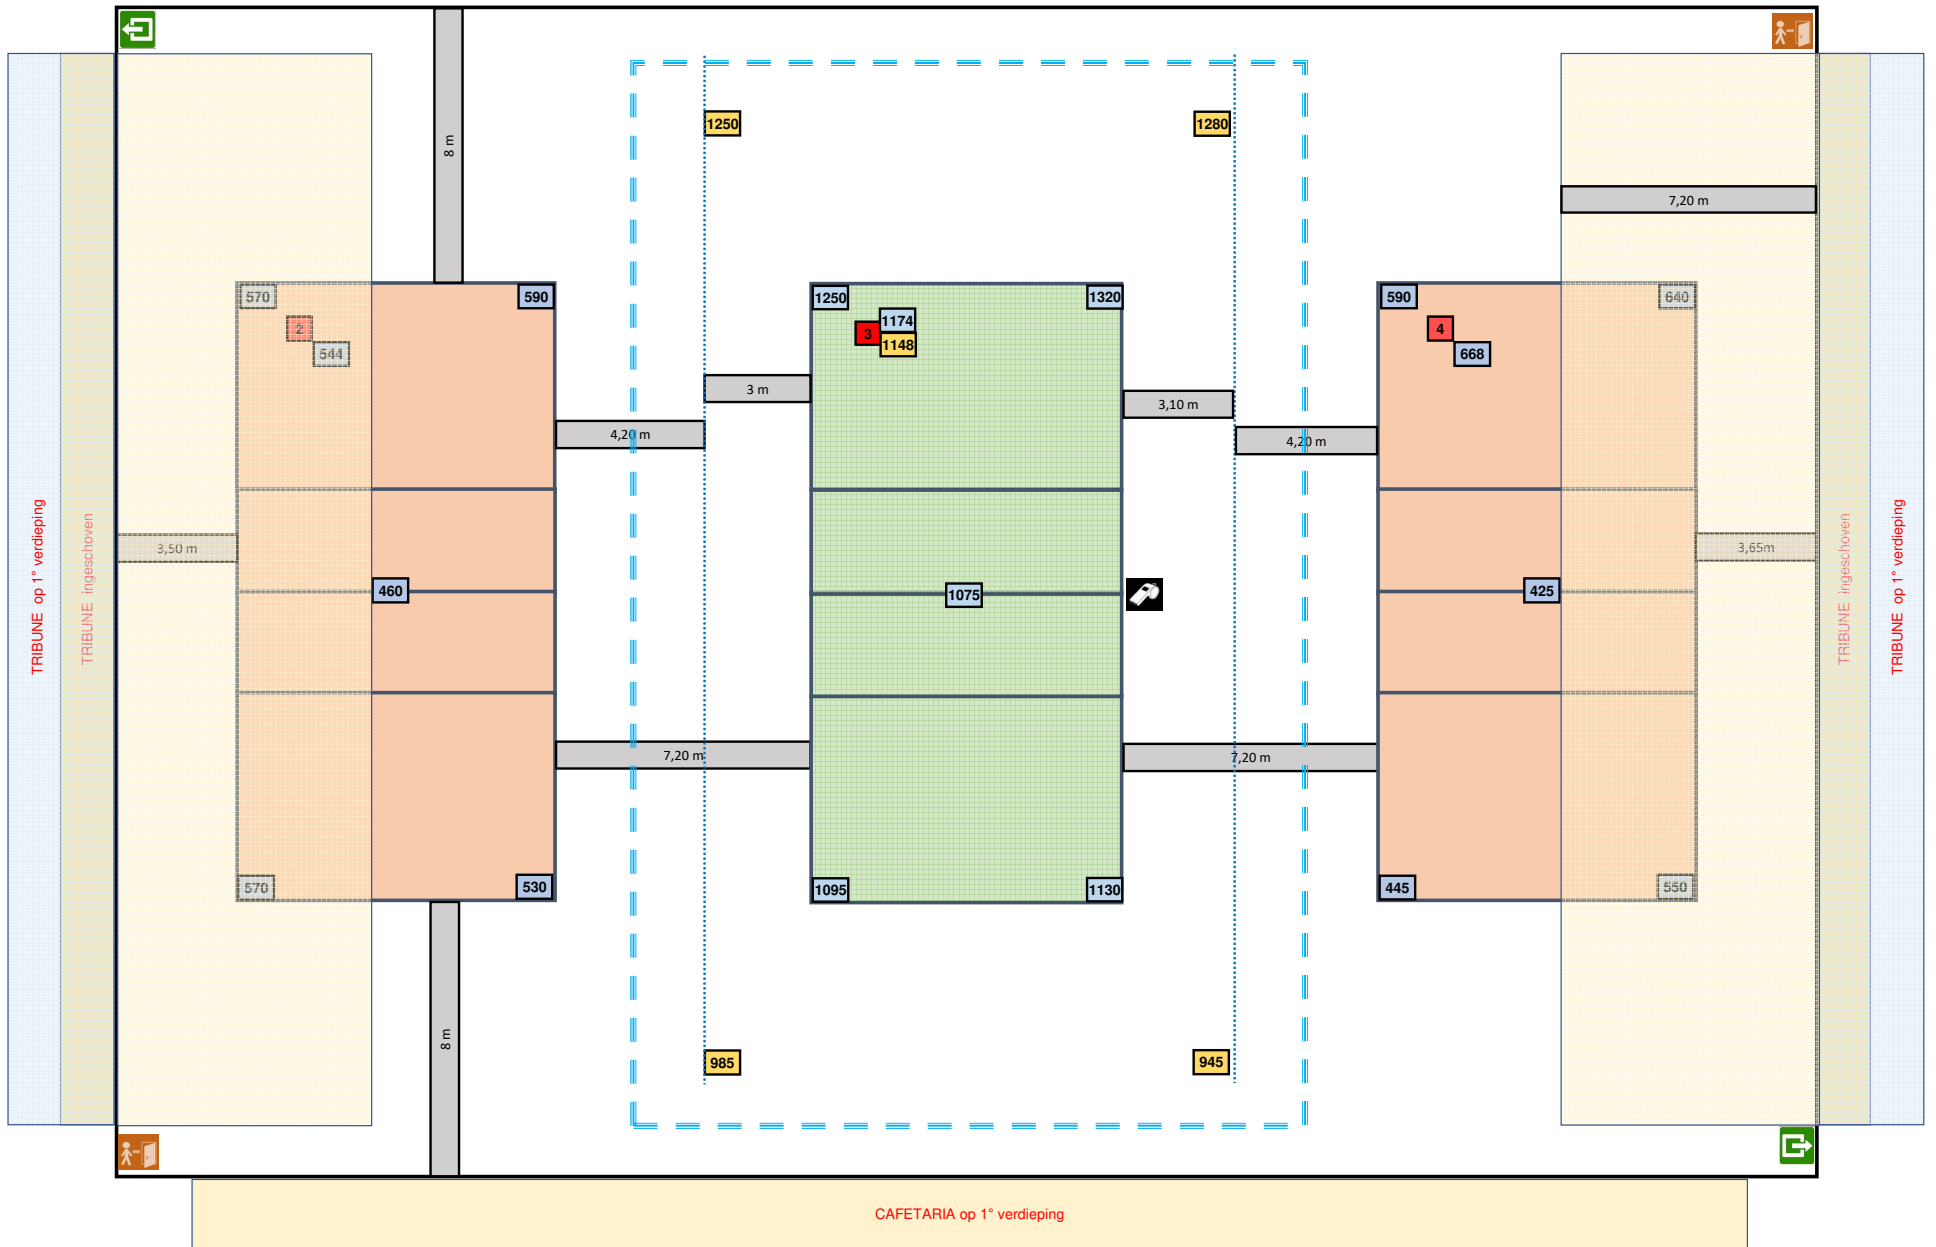 8 m
1250
1280
7,20 m
570
590
1250
1320
590
640
2
544
3
1174
1148
4
668
3 m
3,10 m
4,20 m
4,20 m
TRIBUNE op 1° verdieping
TRIBUNE ingeschoven
3,50 m
3,65m
TRIBUNE ingeschoven
TRIBUNE op 1° verdieping
460
1075
425
7,20 m
7,20 m
570
530
1095
1130
445
550
8 m
985
945
CAFETARIA op 1° verdieping